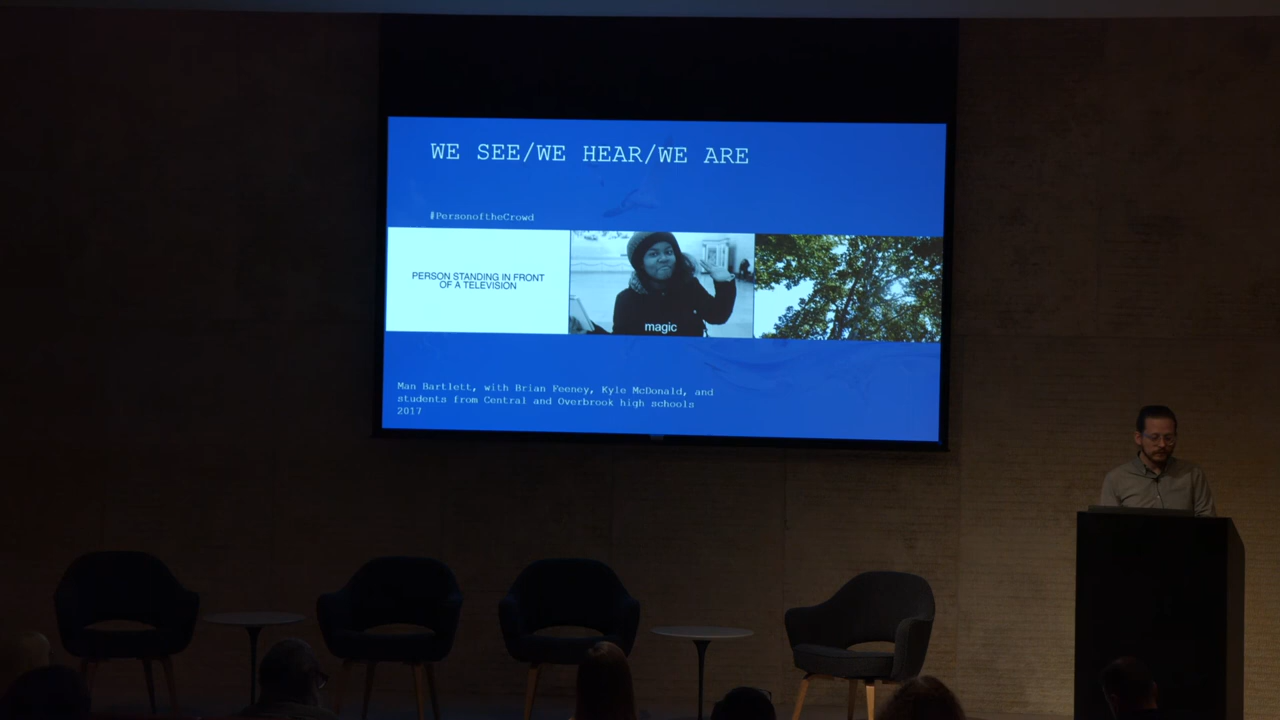 WE SEE/WE HEAR/WE ARE
#PersonoftheCrowd
PERSON STANDING IN FRONT
OF A TELEVISION
magic
Man Bartlett, with Brian Feeney, Kyle McDonald, and
students from Central and Overbrook high schools
2017